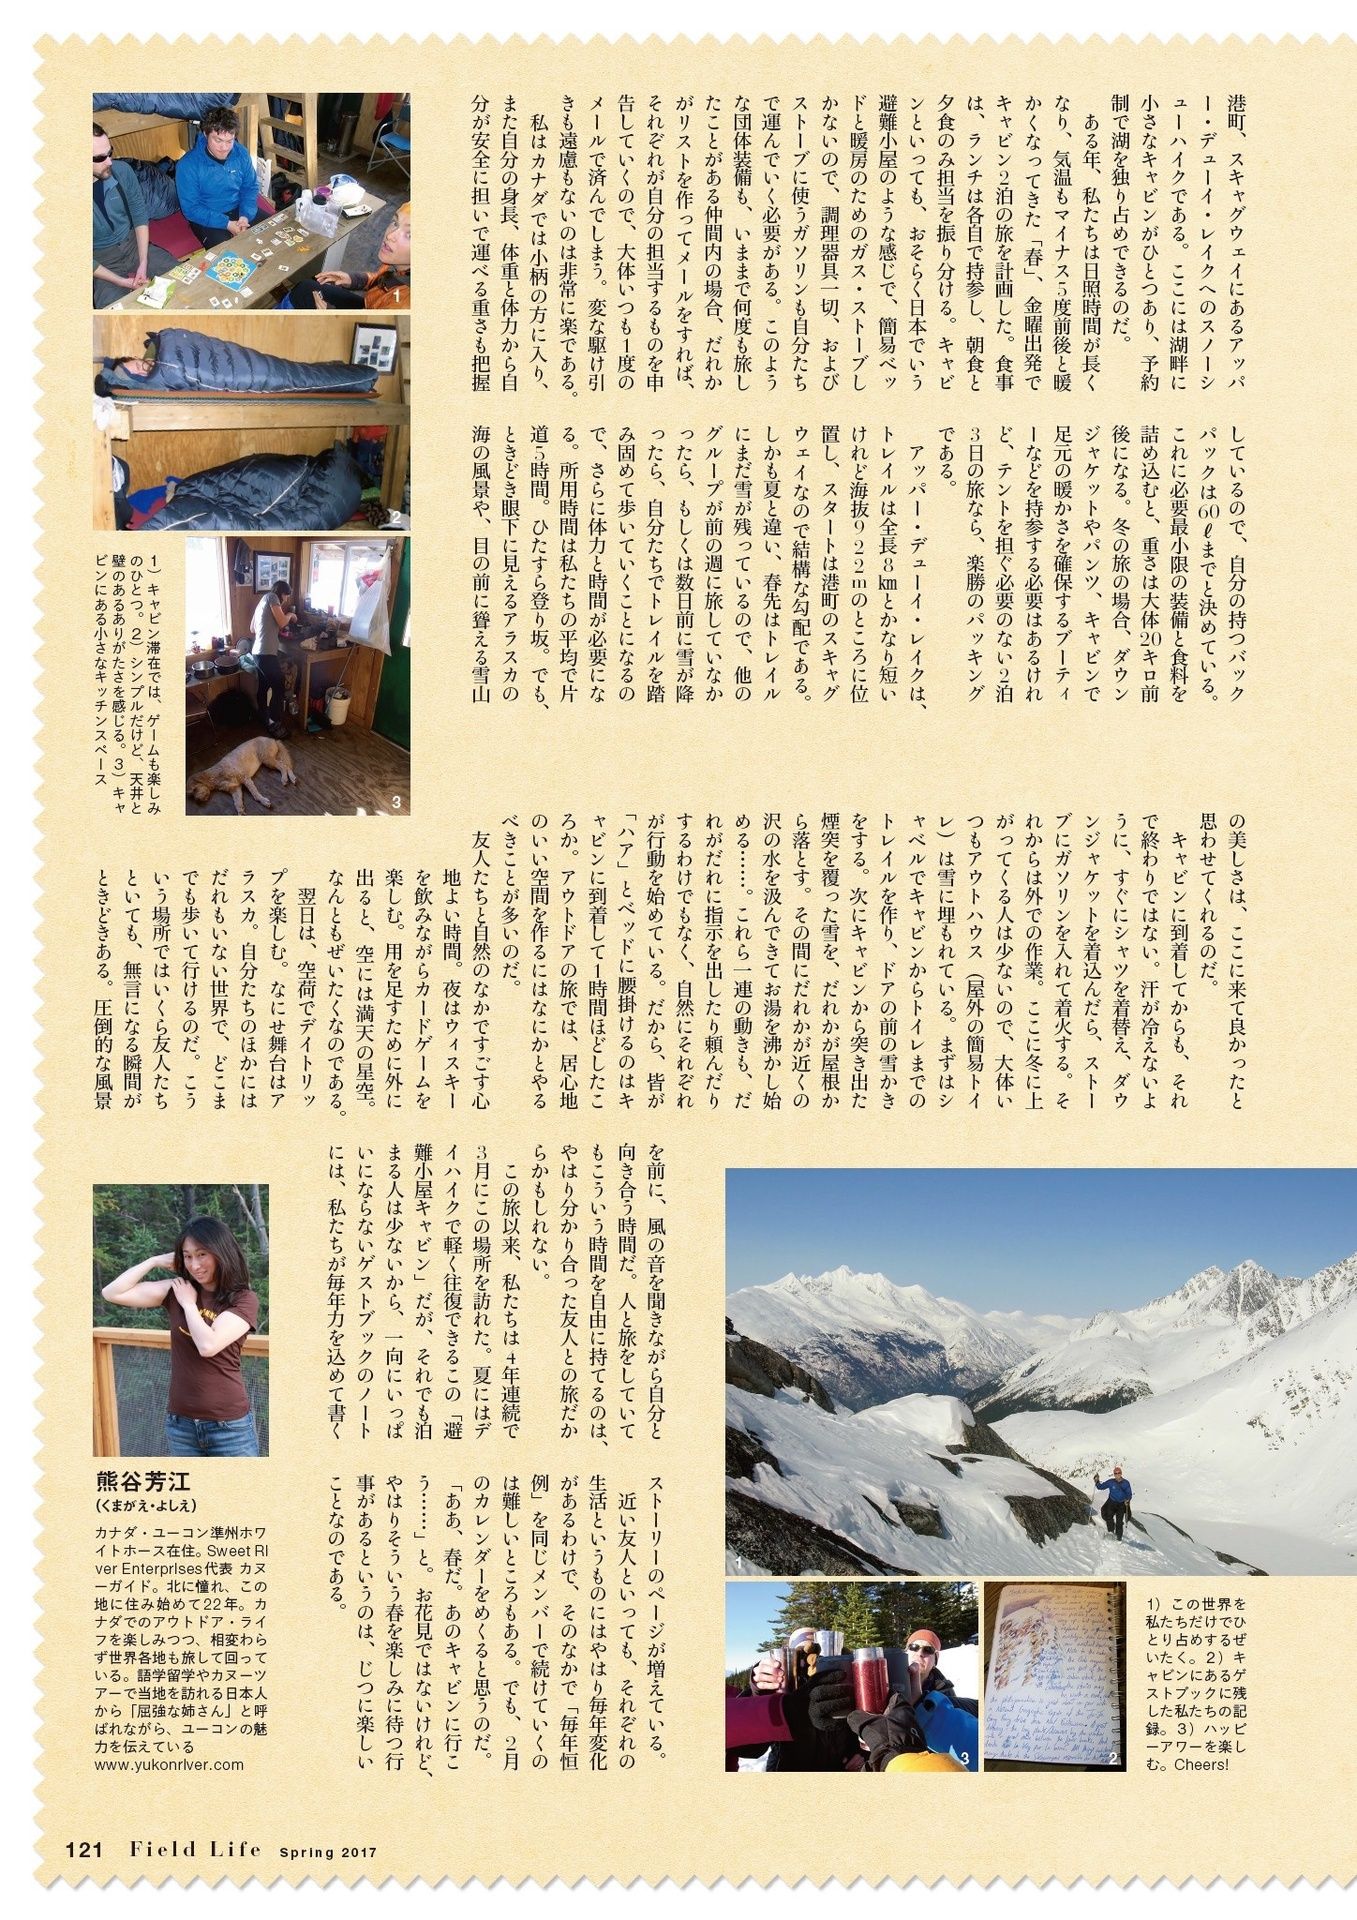 港町、スキャグウェイにあるアッパ
ー・デューイ・レイクへのスノーシ
ューハイクである。ここには湖畔に
小さなキャビンがひとつあり、予約
制で湖を独り占めできるのだ。
ある年、私たちは日照時間が長く
なり、気温もマイナス5度前後と暖
かくなってきた「春」、金曜出発で
キャビン2泊の旅を計画した。食事
は、ランチは各自で持参し、朝食と
夕食のみ担当を振り分ける。キャビ
ンといっても、おそらく日本でいう
避難小屋のような感じで、簡易ベッ
ドと暖房のためのガス・ストーブし
かないので、調理器具一切、および
ストーブに使うガソリンも自分たち
で運んでいく必要がある。このよう
な団体装備も、いままで何度も旅し
たことがある仲間内の場合、だれか
がリストを作ってメールをすれば、
それぞれが自分の担当するものを申
告していくので、大体いつも1度の
メールで済んでしまう。変な駆け引
きも遠慮もないのは非常に楽である。
私はカナダでは小柄の方に入り、
また自分の身長、体重と体力から自
分が安全に担いで運べる重さも把握
しているので、自分の持つバック
パックは60ℓまでと決めている。
これに必要最小限の装備と食料を
詰め込むと、重さは大体20キロ前
後になる。冬の旅の場合、ダウン
ジャケットやパンツ、キャビンで
足元の暖かさを確保するブーティ
ーなどを持参する必要はあるけれ
ど、テントを担ぐ必要のない2泊
3日の旅なら、楽勝のパッキング
である。
アッパー・デューイ・レイクは、
トレイルは全長8㎞とかなり短い
けれど海抜922mのところに位
置し、スタートは港町のスキャグ
ウェイなので結構な勾配である。
しかも夏と違い、春先はトレイル
にまだ雪が残っているので、他の
グループが前の週に旅していなか
ったら、もしくは数日前に雪が降
ったら、自分たちでトレイルを踏
み固めて歩いていくことになるの
で、さらに体力と時間が必要にな
る。所用時間は私たちの平均で片
道5時間。ひたすら登り坂。でも、
ときどき眼下に見えるアラスカの
海の風景や、目の前に聳える雪山
の美しさは、ここに来て良かったと
思わせてくれるのだ。
キャビンに到着してからも、それ
で終わりではない。汗が冷えないよ
うに、すぐにシャツを着替え、ダウ
ンジャケットを着込んだら、ストー
ブにガソリンを入れて着火する。そ
れからは外での作業。ここに冬に上
がってくる人は少ないので、大体い
つもアウトハウス（屋外の簡易トイ
レ）は雪に埋もれている。まずはシ
ャベルでキャビンからトイレまでの
トレイルを作り、ドアの前の雪かき
をする。次にキャビンから突き出た
煙突を覆った雪を、だれかが屋根か
ら落とす。その間にだれかが近くの
沢の水を汲んできてお湯を沸かし始
める……。これら一連の動きも、だ
れがだれに指示を出したり頼んだり
するわけでもなく、自然にそれぞれ
が行動を始めている。だから、皆が
「ハア」とベッドに腰掛けるのはキ
ャビンに到着して1時間ほどしたこ
ろか。アウトドアの旅では、居心地
のいい空間を作るにはなにかとやる
べきことが多いのだ。
友人たちと自然のなかですごす心
地よい時間。夜はウィスキー
を飲みながらカードゲームを
楽しむ。用を足すために外に
出ると、空には満天の星空。
なんともぜいたくなのである。
翌日は、空荷でデイトリッ
プを楽しむ。なにせ舞台はア
ラスカ。自分たちのほかには
だれもいない世界で、どこま
でも歩いて行けるのだ。こう
いう場所ではいくら友人たち
といても、無言になる瞬間が
ときどきある。圧倒的な風景
を前に、風の音を聞きながら自分と
向き合う時間だ。人と旅をしていて
もこういう時間を自由に持てるのは、
やはり分かり合った友人との旅だか
らかもしれない。
この旅以来、私たちは4年連続で
3月にこの場所を訪れた。夏にはデ
イハイクで軽く往復できるこの「避
難小屋キャビン」だが、それでも泊
まる人は少ないから、一向にいっぱ
いにならないゲストブックのノート
には、私たちが毎年力を込めて書く
ストーリーのページが増えている。
近い友人といっても、それぞれの
生活というものにはやはり毎年変化
があるわけで、そのなかで「毎年恒
例」を同じメンバーで続けていくの
は難しいところもある。でも、2月
のカレンダーをめくると思うのだ。
「ああ、春だ。あのキャビンに行こ
う……」と。お花見ではないけれど、
やはりそういう春を楽しみに待つ行
事があるというのは、じつに楽しい
ことなのである。
1
2
3
1）キャビン滞在では、ゲームも楽しみ
のひとつ。2）シンプルだけど、天井と
壁のあるありがたさを感じる。3）キャ
ビンにある小さなキッチンスペース
1
3
2
1）この世界を
私たちだけでひ
とり占めするぜ
いたく。2）キ
ャビンにあるゲ
ストブックに残
した私たちの記
録。3）ハッピ
ーアワーを楽し
む。Cheers!
熊谷芳江
（くまがえ・よしえ）
カナダ・ユーコン準州ホワ
イトホース在住。Sweet RI
ver EnterprIses代表 カヌ
ーガイド。北に憧れ、この
地に住み始めて22年。カ
ナダでのアウトドア・ライ
フを楽しみつつ、相変わら
ず世界各地も旅して回って
いる。語学留学やカヌーツ
アーで当地を訪れる日本人
から「屈強な姉さん」と呼
ばれながら、ユーコンの魅
力を伝えている
www.yukonrIver.com
121 Field Life Spring 2017